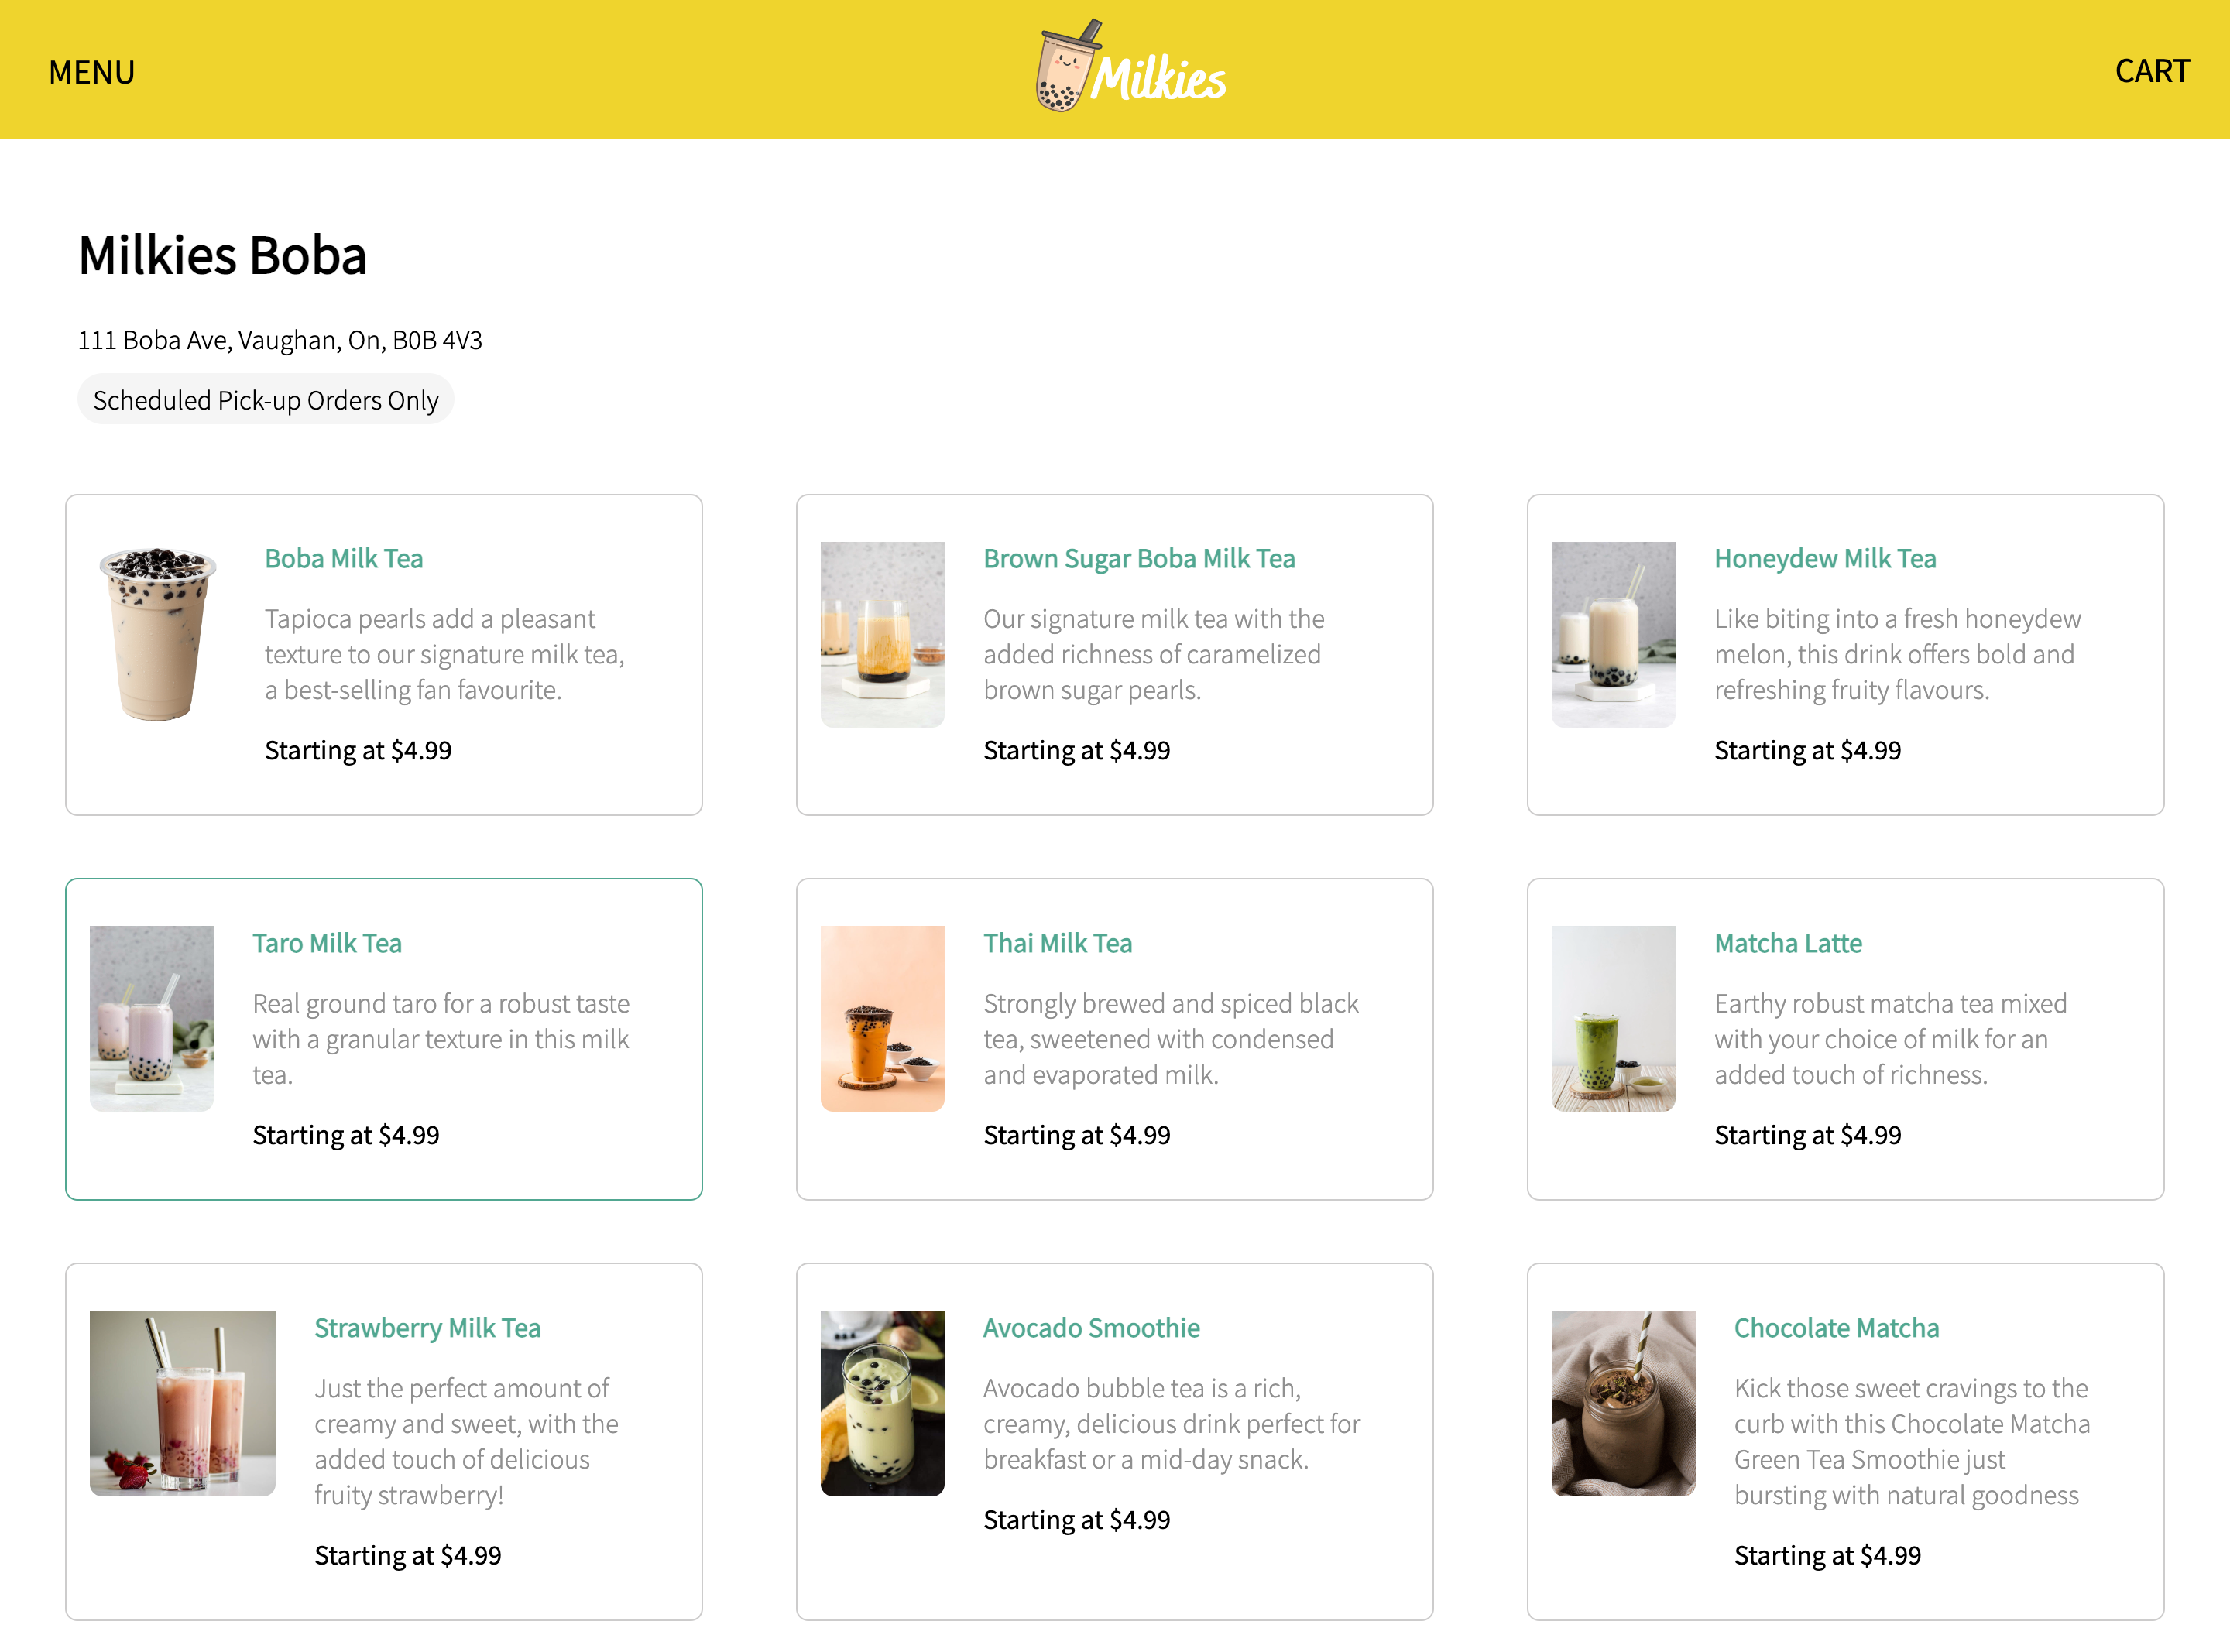 MENU
Milkies
CART
Milkies Boba
111 Boba Ave, Vaughan, On, B0B 4V3
Scheduled Pick-up Orders Only
Boba Milk Tea
Tapioca pearls add a pleasant
texture to our signature milk tea,
a best-selling fan favourite.
Starting at $4.99
Brown Sugar Boba Milk Tea
Our signature milk tea with the
added richness of caramelized
brown sugar pearls.
Starting at $4.99
Honeydew Milk Tea
Like biting into a fresh honeydew
melon, this drink offers bold and
refreshing fruity flavours.
Starting at $4.99
Taro Milk Tea
Real ground taro for a robust taste
with a granular texture in this milk
tea.
Starting at $4.99
Thai Milk Tea
Strongly brewed and spiced black
tea, sweetened with condensed
and evaporated milk.
Starting at $4.99
Matcha Latte
Earthy robust matcha tea mixed
with your choice of milk for an
added touch of richness.
Starting at $4.99
Strawberry Milk Tea
Just the perfect amount of
creamy and sweet, with the
added touch of delicious
fruity strawberry!
Starting at $4.99
Avocado Smoothie
Avocado bubble tea is a rich,
creamy, delicious drink perfect for
breakfast or a mid-day snack.
Starting at $4.99
Chocolate Matcha
Kick those sweet cravings to the
curb with this Chocolate Matcha
Green Tea Smoothie just
bursting with natural goodness
Starting at $4.99